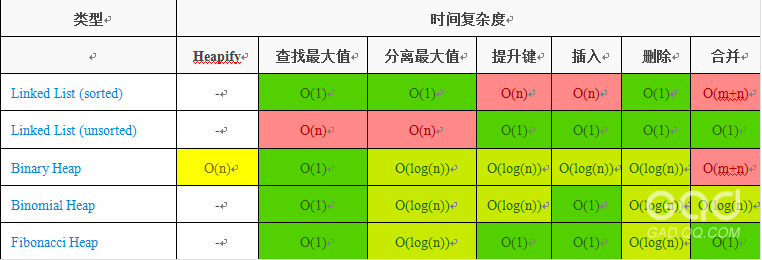 类型 时间复杂度
Heapify 查找最大值 分离最大值 提升键 插入 删除 合并
Linked List (sorted) - O(1) O(1) O(n) O(n) O(1) O(m+n)
Linked List (unsorted) - O(n) O(n) O(1) O(1) O(1) O(1)
Binary Heap O(n) O(1) O(log(n)) O(log(n)) O(log(n)) O(log(n)) O(m+n)
Binomial Heap - O(1) O(log(n)) O(log(n)) O(1) O(log(n)) O(log(n))
Fibonacci Heap - O(1) O(log(n)) O(1) O(1) O(log(n)) O(1)
GAD.QQ.COM